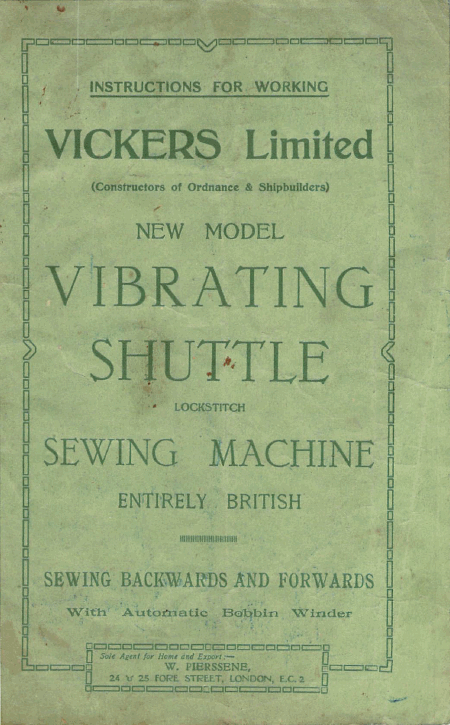 INSTRUCTIONS FOR WORKING
VICKERS Limited
(Constructors of Ordnance & Shipbuilders)
NEW MODEL
VIBRATING
SHUTTLE
LOCKSTITCH
SEWING MACHINE
ENTIRELY BRITISH
SEWING BACKWARDS AND FORWARDS
With Automatic Bobbin Winder
Sole Agent for Home and Export:—
W. PIERSSENE,
24 & 25 FORE STREET, LONDON, E.C. 2